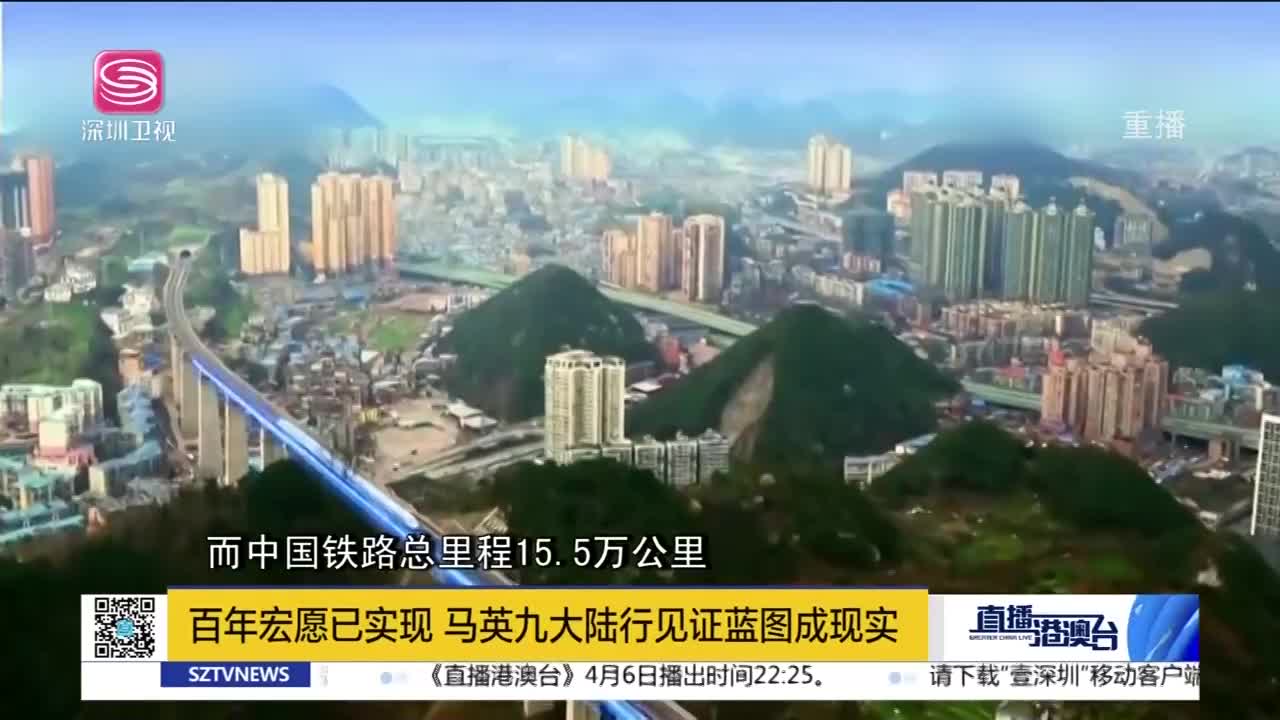 深圳卫视
重播
而中国铁路总里程15.5万公里
百年宏愿已实现 马英九大陆行见证蓝图成现实
直播港澳台
GREATER CHINA LIVE
SZTVNEWS
《直播港澳台》4月6日播出时间22:25。
请下载“壹深圳”移动客户端